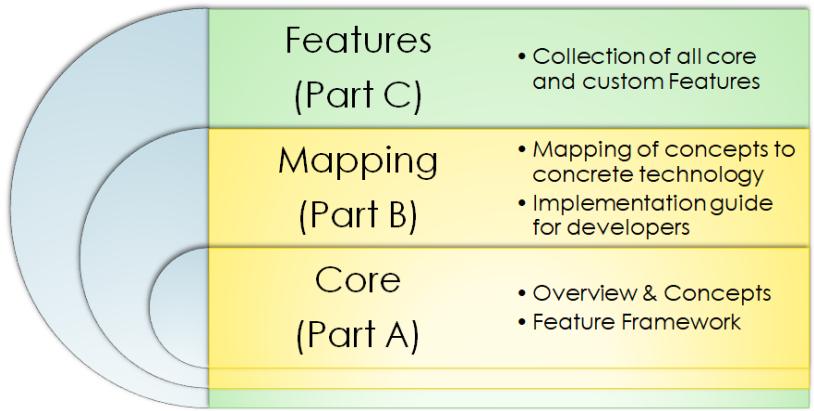 Features
(Part C)
• Collection of all core
and custom Features
Mapping
(Part B)
• Mapping of concepts to
concrete technology
• Implementation guide
for developers
Core
(Part A)
• Overview & Concepts
• Feature Framework